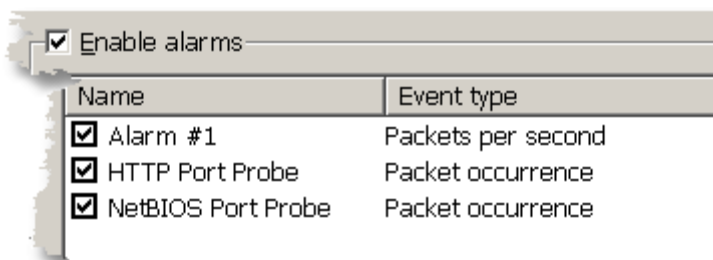 Enable alarms
Name Event type
Alarm #1 Packets per second
HTTP Port Probe Packet occurrence
NetBIOS Port Probe Packet occurrence